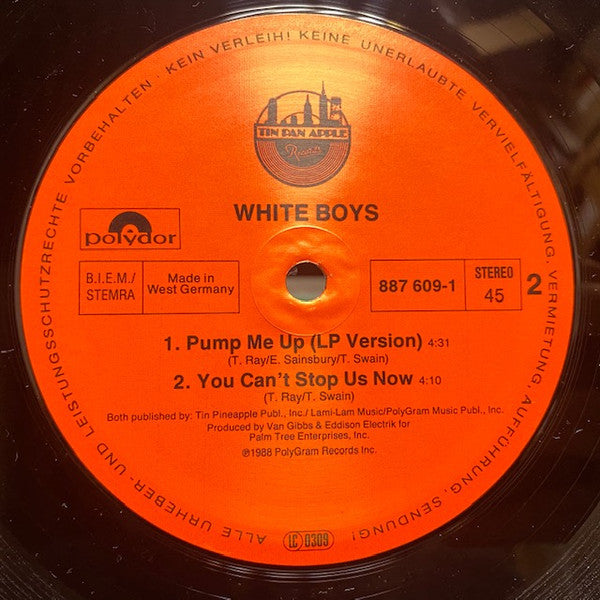 ALLE URHEBER- UND LEISTUNGSSCHUTZRECHTE VORBEHALTEN · KEIN VERLEIH! KEINE UNERLAUBTE VERVIELFÄLTIGUNG, VERMIETUNG, AUFFÜHRUNG, SENDUNG!
TIN PAN APPLE
Records
WHITE BOYS
polydor
B.I.E.M./
STEMRA
Made in
West Germany
887 609-1
STEREO
45
2
1. Pump Me Up (LP Version) 4:31
(T. Ray/E. Sainsbury/T. Swain)
2. You Can't Stop Us Now 4:10
(T. Ray/T. Swain)
Both published by: Tin Pineapple Publ., Inc./ Lami-Lam Music/PolyGram Music Publ., Inc.
Produced by Van Gibbs & Eddison Electrik for
Palm Tree Enterprises, Inc.
℗1988 PolyGram Records Inc.
LC 0309